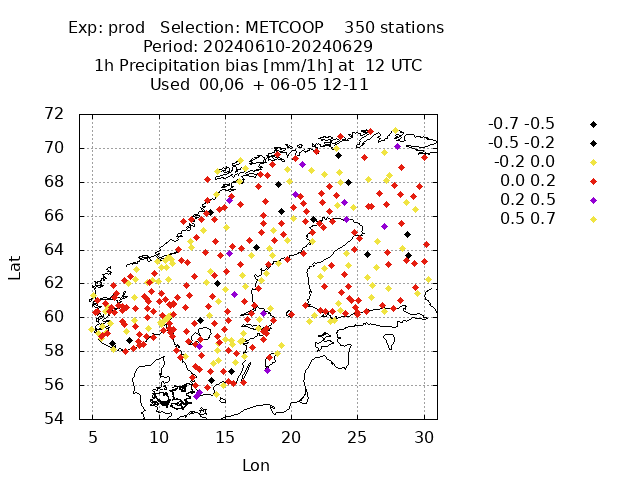 Exp: prod   Selection: METCOOP    350 stations
Period: 20240610-20240629
1h Precipitation bias [mm/1h] at  12 UTC
Used  00,06  + 06-05 12-11
-0.7 -0.5
-0.5 -0.2
-0.2 0.0
0.0 0.2
0.2 0.5
0.5 0.7
72
70
68
66
64
62
60
58
56
54
Lat
5 10 15 20 25 30
Lon